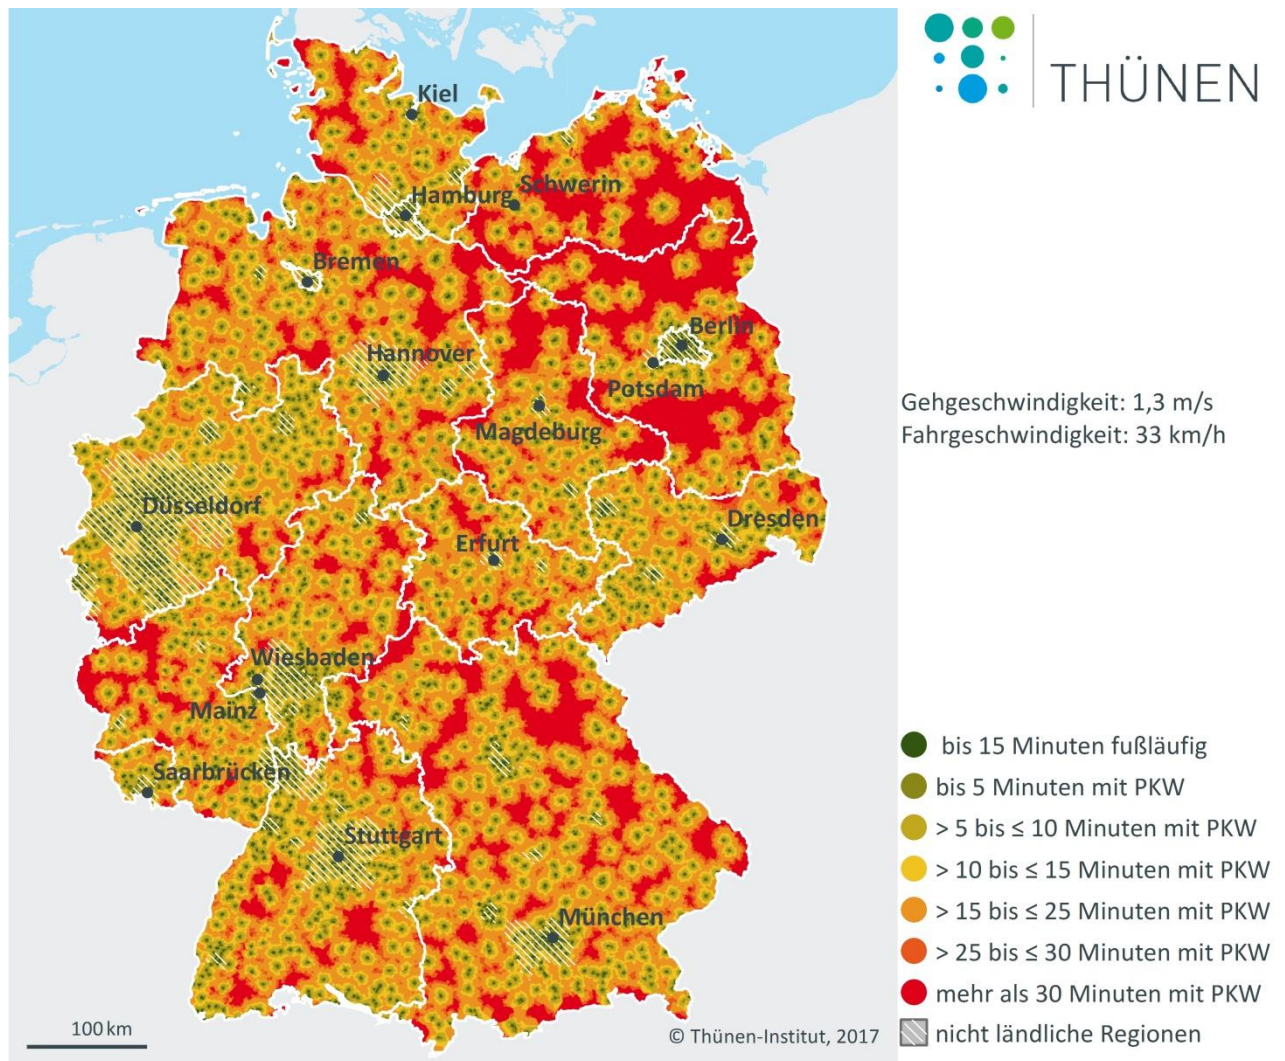 THÜNEN
Kiel
Hamburg
Schwerin
Bremen
Berlin
Hannover
Potsdam
Magdeburg
Düsseldorf
Dresden
Erfurt
Wiesbaden
Mainz
Saarbrücken
Stuttgart
München
Gehgeschwindigkeit: 1,3 m/s
Fahrgeschwindigkeit: 33 km/h
bis 15 Minuten fußläufig
bis 5 Minuten mit PKW
> 5 bis ≤ 10 Minuten mit PKW
> 10 bis ≤ 15 Minuten mit PKW
> 15 bis ≤ 25 Minuten mit PKW
> 25 bis ≤ 30 Minuten mit PKW
mehr als 30 Minuten mit PKW
nicht ländliche Regionen
100 km
© Thünen-Institut, 2017